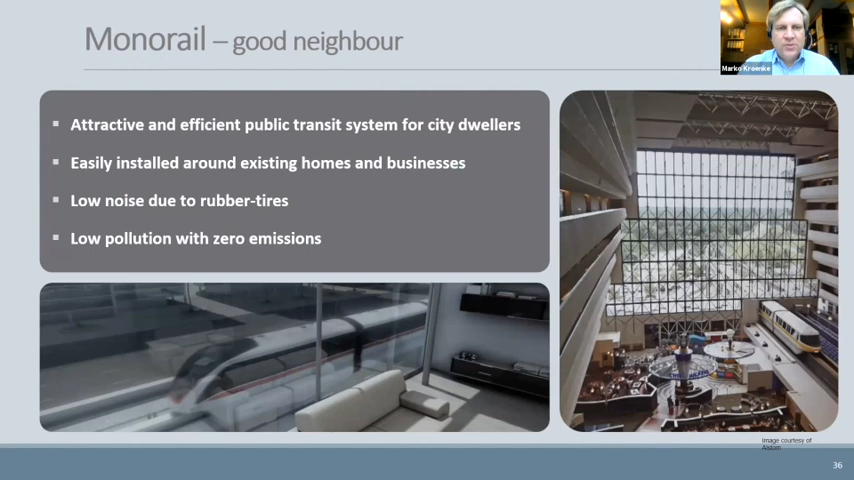 Monorail – good neighbour
Marko Kroenke
▪ Attractive and efficient public transit system for city dwellers
▪ Easily installed around existing homes and businesses
▪ Low noise due to rubber-tires
▪ Low pollution with zero emissions
Image courtesy of
Alstom
36